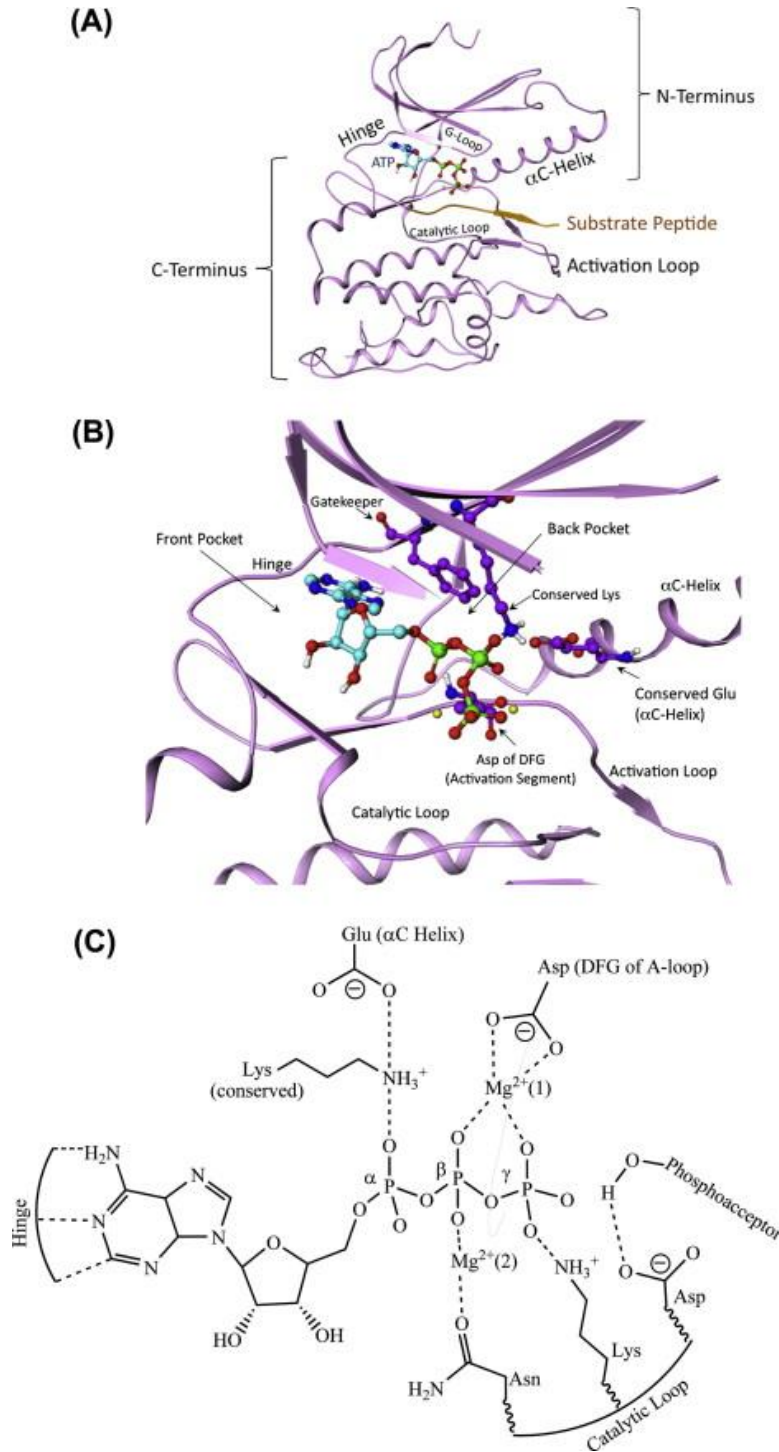 (A)
N-Terminus
Hinge
G-Loop
ATP
αC-Helix
Substrate Peptide
Catalytic Loop
C-Terminus
Activation Loop
(B)
Gatekeeper
Front Pocket
Back Pocket
Hinge
αC-Helix
Conserved Lys
Conserved Glu
(αC-Helix)
Asp of DFG
(Activation Segment)
Activation Loop
Catalytic Loop
(C)
Glu (αC Helix)
Asp (DFG of A-loop)
O
O
⊖
O
⊖
O
Lys
(conserved)
NH₃⁺
Mg²⁺(1)
H₂N
N
O
α
P
O
O
O
β
P
O
O
γ
P
O
O
H
O
Phosphoacceptor
Hinge
N
N
N
O
O
O
Mg²⁺(2)
NH₃⁺
O
⊖
O
Asp
HO
OH
O
H₂N
Asn
Lys
Catalytic Loop